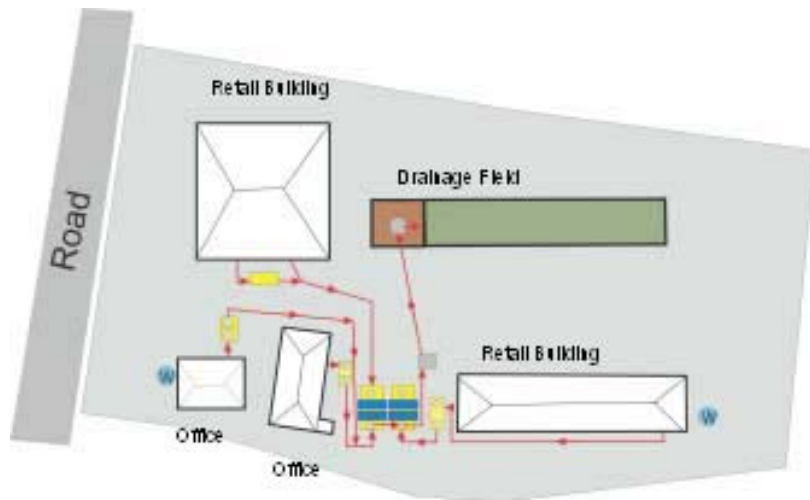 Retail Building
Drainage Field
Road
Retail Building
W
W
Office
Office